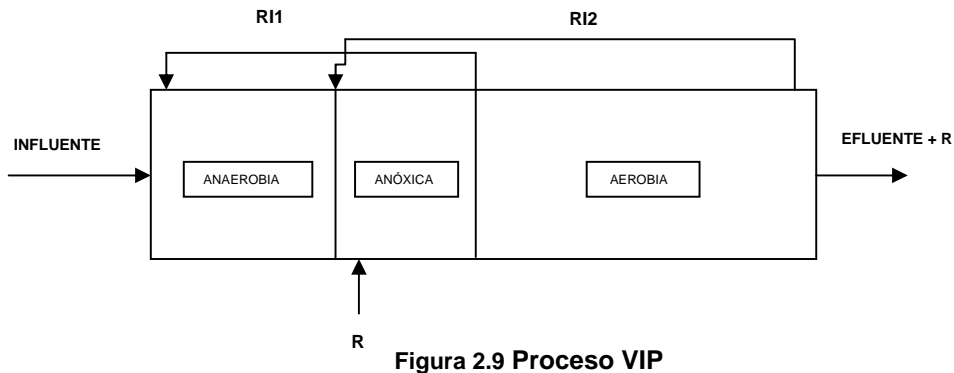 RI1
RI2
INFLUENTE
EFLUENTE + R
ANAEROBIA
ANÓXICA
AEROBIA
R
Figura 2.9 Proceso VIP